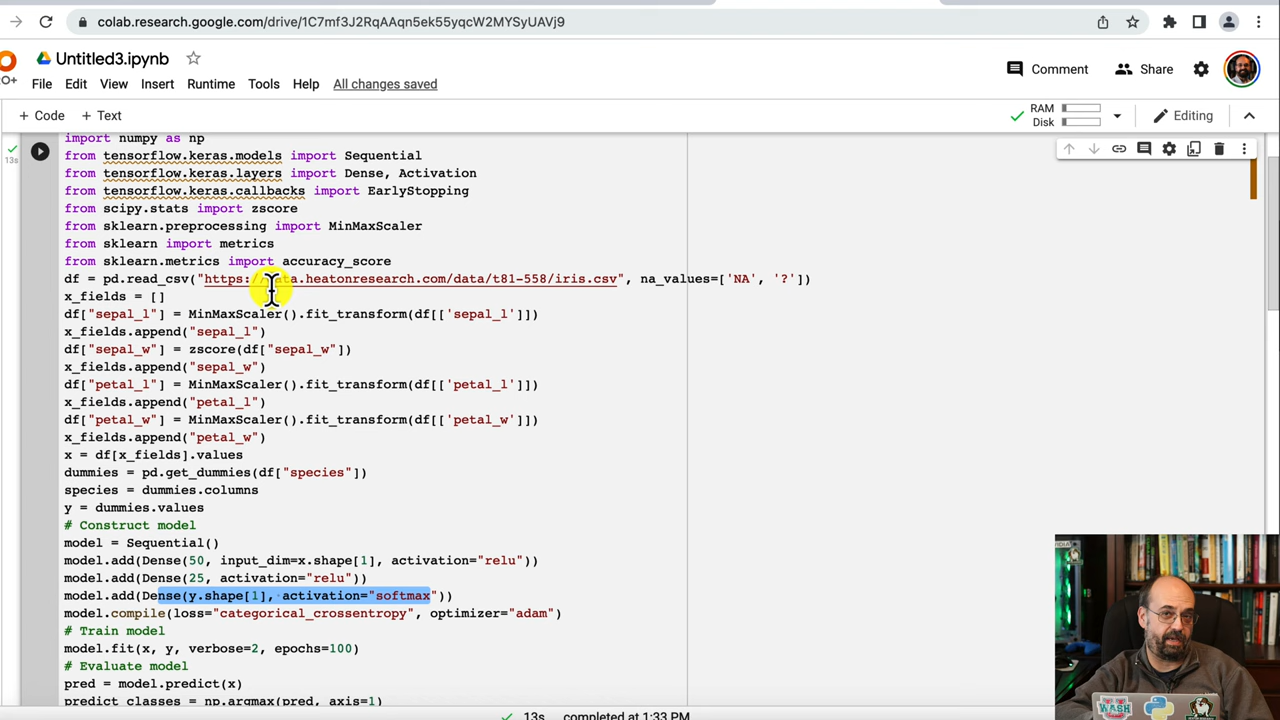 colab.research.google.com/drive/1C7mf3J2RqAAqn5ek55yqcW2MYSyUAVj9
Untitled3.ipynb
Comment
Share
File Edit View Insert Runtime Tools Help All changes saved
+ Code + Text
RAM
Disk
Editing
import numpy as np
13s
from tensorflow.keras.models import Sequential
from tensorflow.keras.layers import Dense, Activation
from tensorflow.keras.callbacks import EarlyStopping
from scipy.stats import zscore
from sklearn.preprocessing import MinMaxScaler
from sklearn import metrics
from sklearn.metrics import accuracy_score
df = pd.read_csv("https://data.heatonresearch.com/data/t81-558/iris.csv", na_values=['NA', '?'])
x_fields = []
df["sepal_l"] = MinMaxScaler().fit_transform(df[['sepal_l']])
x_fields.append("sepal_l")
df["sepal_w"] = zscore(df["sepal_w"])
x_fields.append("sepal_w")
df["petal_l"] = MinMaxScaler().fit_transform(df[['petal_l']])
x_fields.append("petal_l")
df["petal_w"] = MinMaxScaler().fit_transform(df[['petal_w']])
x_fields.append("petal_w")
x = df[x_fields].values
dummies = pd.get_dummies(df["species"])
species = dummies.columns
y = dummies.values
# Construct model
model = Sequential()
model.add(Dense(50, input_dim=x.shape[1], activation="relu"))
model.add(Dense(25, activation="relu"))
model.add(Dense(y.shape[1], activation="softmax"))
model.compile(loss="categorical_crossentropy", optimizer="adam")
# Train model
model.fit(x, y, verbose=2, epochs=100)
# Evaluate model
pred = model.predict(x)
predict_classes = np.argmax(pred, axis=1)
13s completed at 1:33 PM
WASH